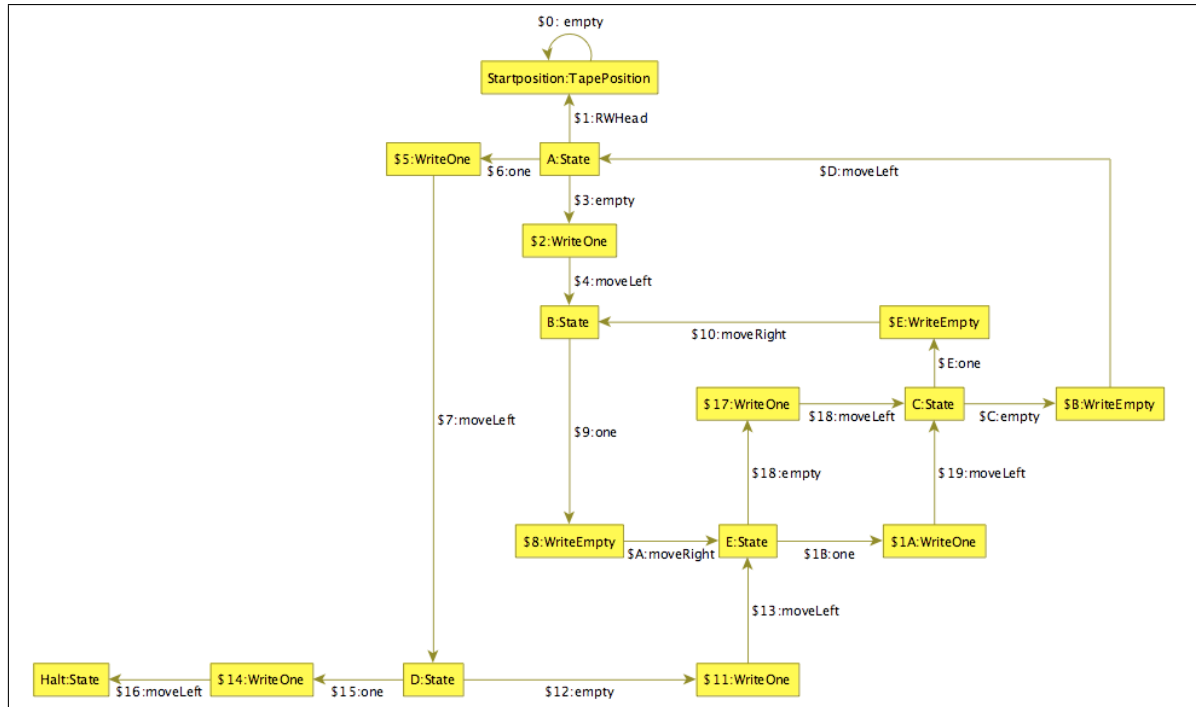 $0: empty
Startposition:TapePosition
$1:RWHead
$5:WriteOne
$6:one
A:State
$D:moveLeft
$3:empty
$2:WriteOne
$4:moveLeft
B:State
$10:moveRight
$E:WriteEmpty
$E:one
$17:WriteOne
$18:moveLeft
C:State
$C:empty
$B:WriteEmpty
$7:moveLeft
$9:one
$18:empty
$19:moveLeft
$8:WriteEmpty
$A:moveRight
E:State
$1B:one
$1A:WriteOne
$13:moveLeft
Halt:State
$16:moveLeft
$14:WriteOne
$15:one
D:State
$12:empty
$11:WriteOne